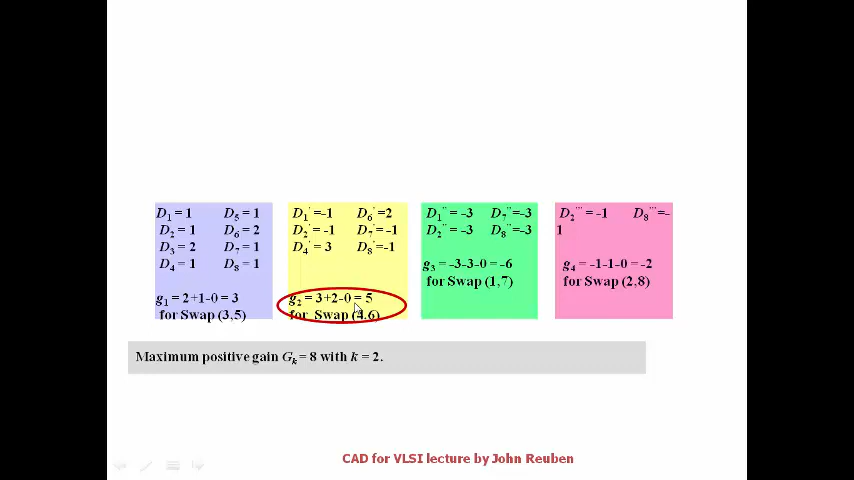 D1 = 1 D5 = 1
D2 = 1 D6 = 2
D3 = 2 D7 = 1
D4 = 1 D8 = 1
g1 = 2+1-0 = 3
for Swap (3,5)
D1' =-1 D6' =2
D2' = -1 D7' =-1
D4' = 3 D8' =-1
g2 = 3+2-0 = 5
for Swap (4,6)
D1'' = -3 D7'' =-3
D2'' = -3 D8'' =-3
g3 = -3-3-0 = -6
for Swap (1,7)
D2''' = -1 D8''' =-
1
g4 = -1-1-0 = -2
for Swap (2,8)
Maximum positive gain Gk = 8 with k = 2.
CAD for VLSI lecture by John Reuben